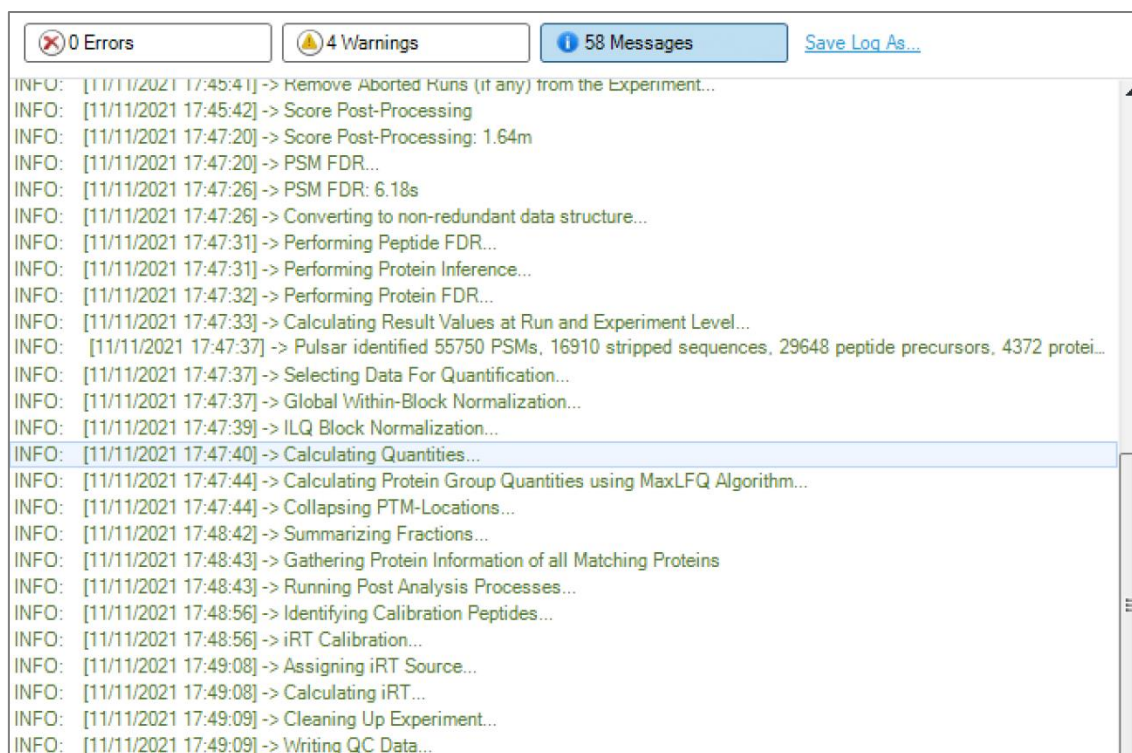 0 Errors
4 Warnings
58 Messages
Save Log As...
INFO: [11/11/2021 17:45:41] -> Remove Aborted Runs (if any) from the Experiment...
INFO: [11/11/2021 17:45:42] -> Score Post-Processing
INFO: [11/11/2021 17:47:20] -> Score Post-Processing: 1.64m
INFO: [11/11/2021 17:47:20] -> PSM FDR...
INFO: [11/11/2021 17:47:26] -> PSM FDR: 6.18s
INFO: [11/11/2021 17:47:26] -> Converting to non-redundant data structure...
INFO: [11/11/2021 17:47:31] -> Performing Peptide FDR...
INFO: [11/11/2021 17:47:31] -> Performing Protein Inference...
INFO: [11/11/2021 17:47:32] -> Performing Protein FDR...
INFO: [11/11/2021 17:47:33] -> Calculating Result Values at Run and Experiment Level...
INFO: [11/11/2021 17:47:37] -> Pulsar identified 55750 PSMs, 16910 stripped sequences, 29648 peptide precursors, 4372 protei...
INFO: [11/11/2021 17:47:37] -> Selecting Data For Quantification...
INFO: [11/11/2021 17:47:37] -> Global Within-Block Normalization...
INFO: [11/11/2021 17:47:39] -> ILQ Block Normalization...
INFO: [11/11/2021 17:47:40] -> Calculating Quantities...
INFO: [11/11/2021 17:47:44] -> Calculating Protein Group Quantities using MaxLFQ Algorithm...
INFO: [11/11/2021 17:47:44] -> Collapsing PTM-Locations...
INFO: [11/11/2021 17:48:42] -> Summarizing Fractions...
INFO: [11/11/2021 17:48:43] -> Gathering Protein Information of all Matching Proteins
INFO: [11/11/2021 17:48:43] -> Running Post Analysis Processes...
INFO: [11/11/2021 17:48:56] -> Identifying Calibration Peptides...
INFO: [11/11/2021 17:48:56] -> iRT Calibration...
INFO: [11/11/2021 17:49:08] -> Assigning iRT Source...
INFO: [11/11/2021 17:49:08] -> Calculating iRT...
INFO: [11/11/2021 17:49:09] -> Cleaning Up Experiment...
INFO: [11/11/2021 17:49:09] -> Writing QC Data...